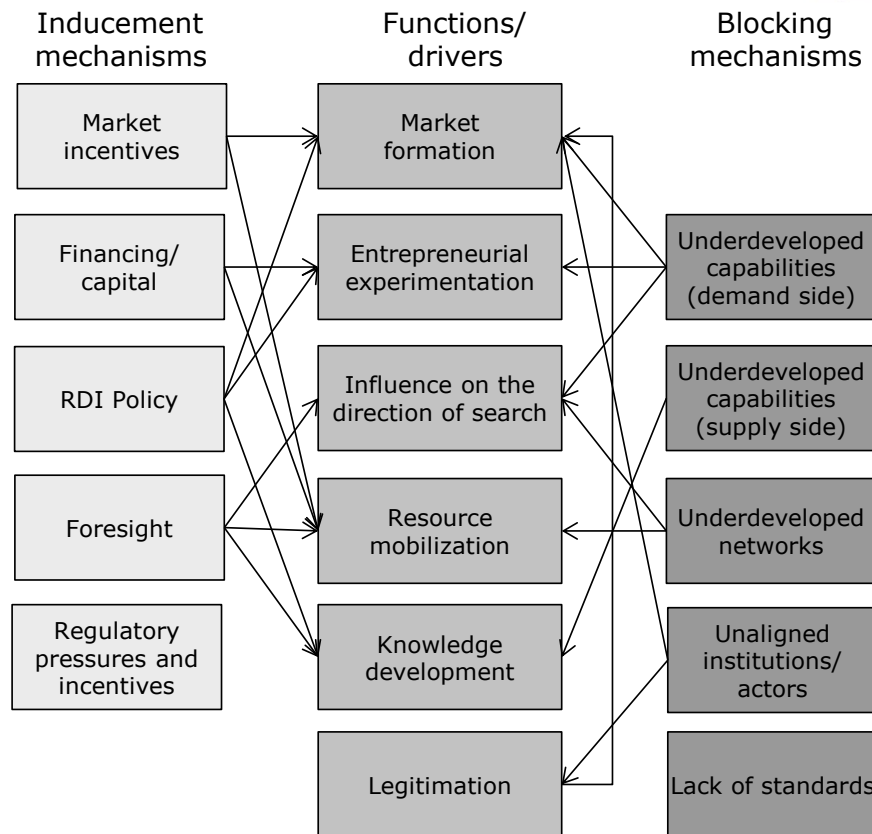 Inducement
mechanisms
Functions/
drivers
Blocking
mechanisms
Market
incentives
Market
formation
Financing/
capital
Entrepreneurial
experimentation
Underdeveloped
capabilities
(demand side)
RDI Policy
Influence on the
direction of search
Underdeveloped
capabilities
(supply side)
Foresight
Resource
mobilization
Underdeveloped
networks
Regulatory
pressures and
incentives
Knowledge
development
Unaligned
institutions/
actors
Legitimation
Lack of standards